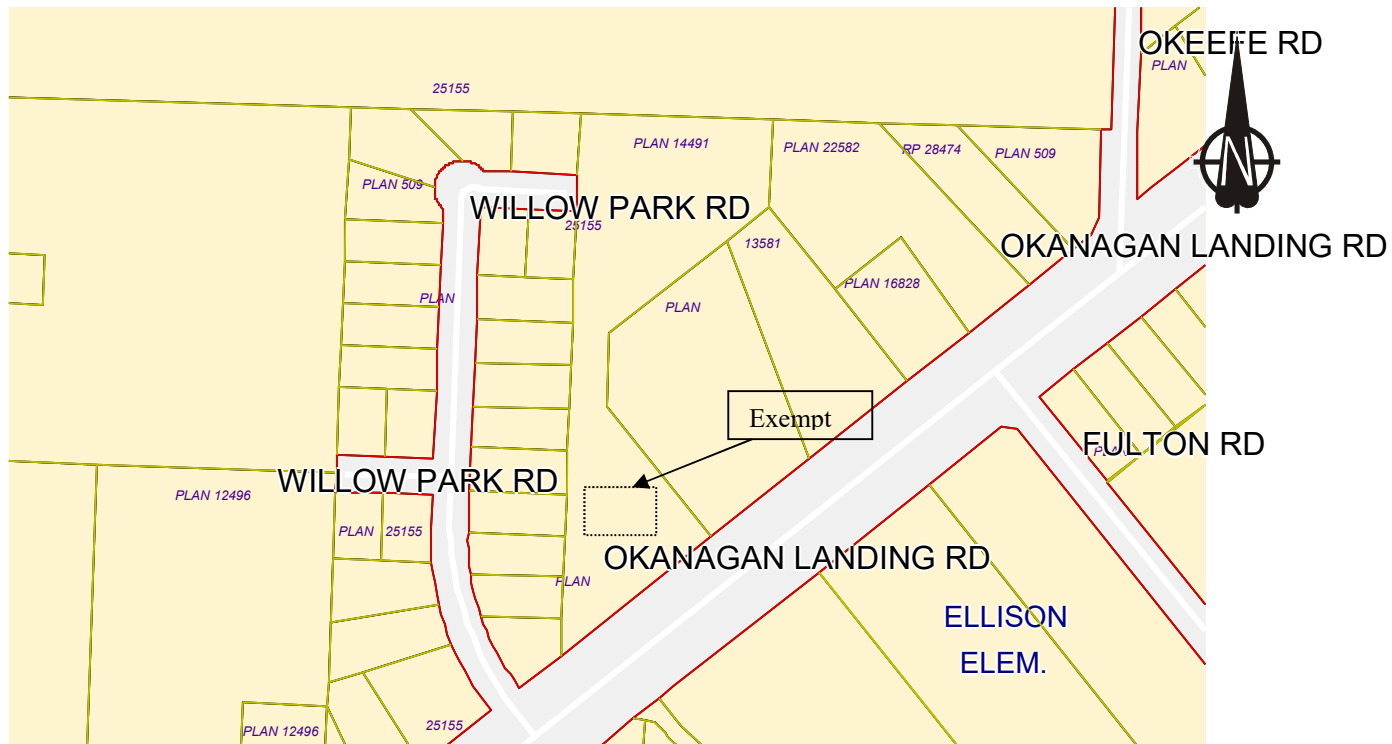 OKEEFE RD
PLAN
25155
N
PLAN 14491
PLAN 22582
RP 28474
PLAN 509
PLAN 509
WILLOW PARK RD
25155
13581
OKANAGAN LANDING RD
PLAN
PLAN
PLAN 16828
Exempt
FULTON RD
WILLOW PARK RD
PLAN 12496
PLAN
25155
OKANAGAN LANDING RD
PLAN
ELLISON
ELEM.
25155
PLAN 12496